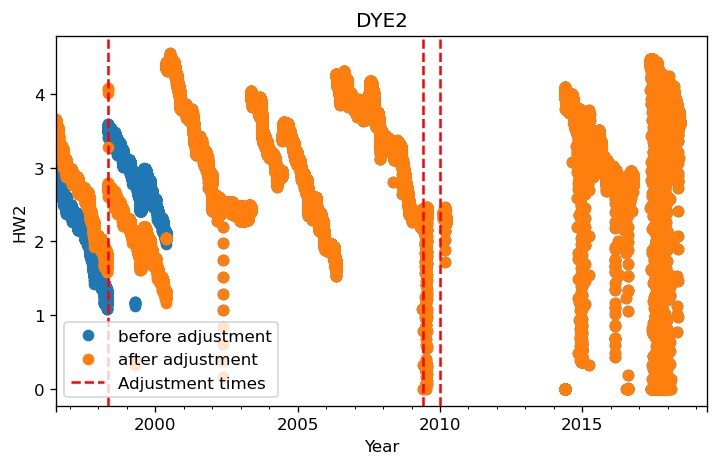 DYE2
HW2
4
3
2
1
0
before adjustment
after adjustment
Adjustment times
2000 2005 2010 2015
Year